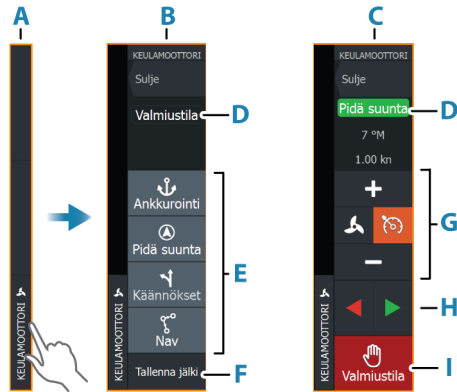 A
B
C
KEULAMOOTTORI
KEULAMOOTTORI
Sulje
Valmiustila
D
Ankkurointi
Pidä suunta
Käännökset
Nav
E
Tallenna jälki
F
KEULAMOOTTORI
KEULAMOOTTORI
Sulje
Pidä suunta
D
7 °M
1.00 kn
+
−
G
H
Valmiustila
I
KEULAMOOTTORI